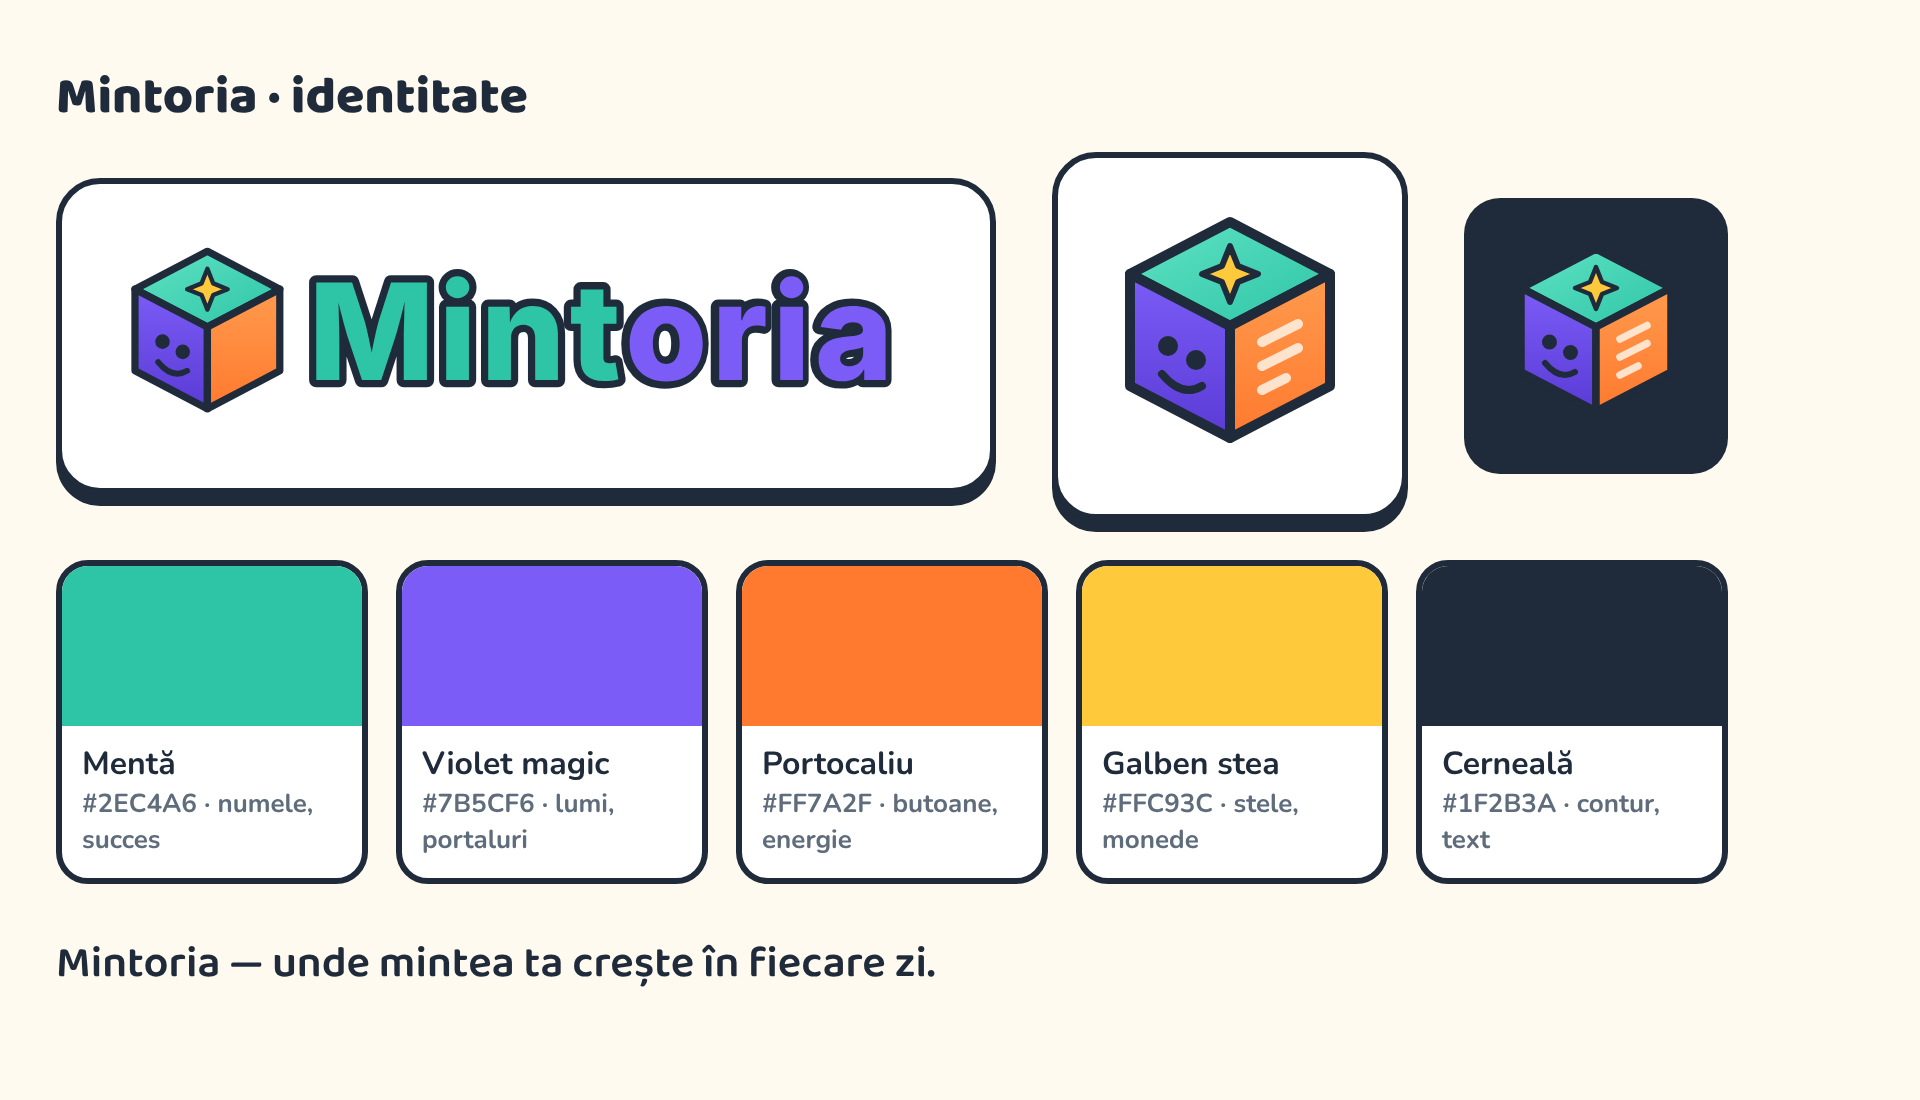 Mintoria · identitate
Mintoria
Mentă
#2EC4A6 · numele,
succes
Violet magic
#7B5CF6 · lumi,
portaluri
Portocaliu
#FF7A2F · butoane,
energie
Galben stea
#FFC93C · stele,
monede
Cerneală
#1F2B3A · contur,
text
Mintoria — unde mintea ta crește în fiecare zi.